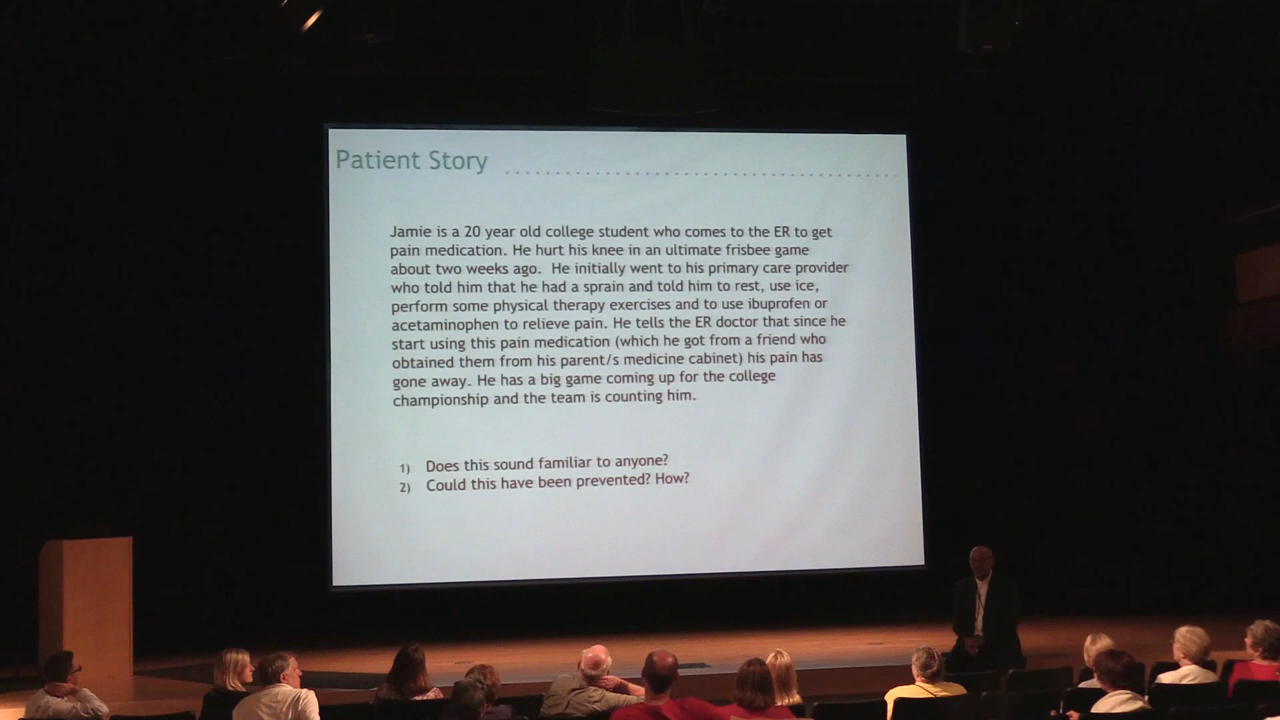 Patient Story
Jamie is a 20 year old college student who comes to the ER to get
pain medication. He hurt his knee in an ultimate frisbee game
about two weeks ago.  He initially went to his primary care provider
who told him that he had a sprain and told him to rest, use ice,
perform some physical therapy exercises and to use ibuprofen or
acetaminophen to relieve pain. He tells the ER doctor that since he
start using this pain medication (which he got from a friend who
obtained them from his parent/s medicine cabinet) his pain has
gone away. He has a big game coming up for the college
championship and the team is counting him.
1) Does this sound familiar to anyone?
2) Could this have been prevented? How?